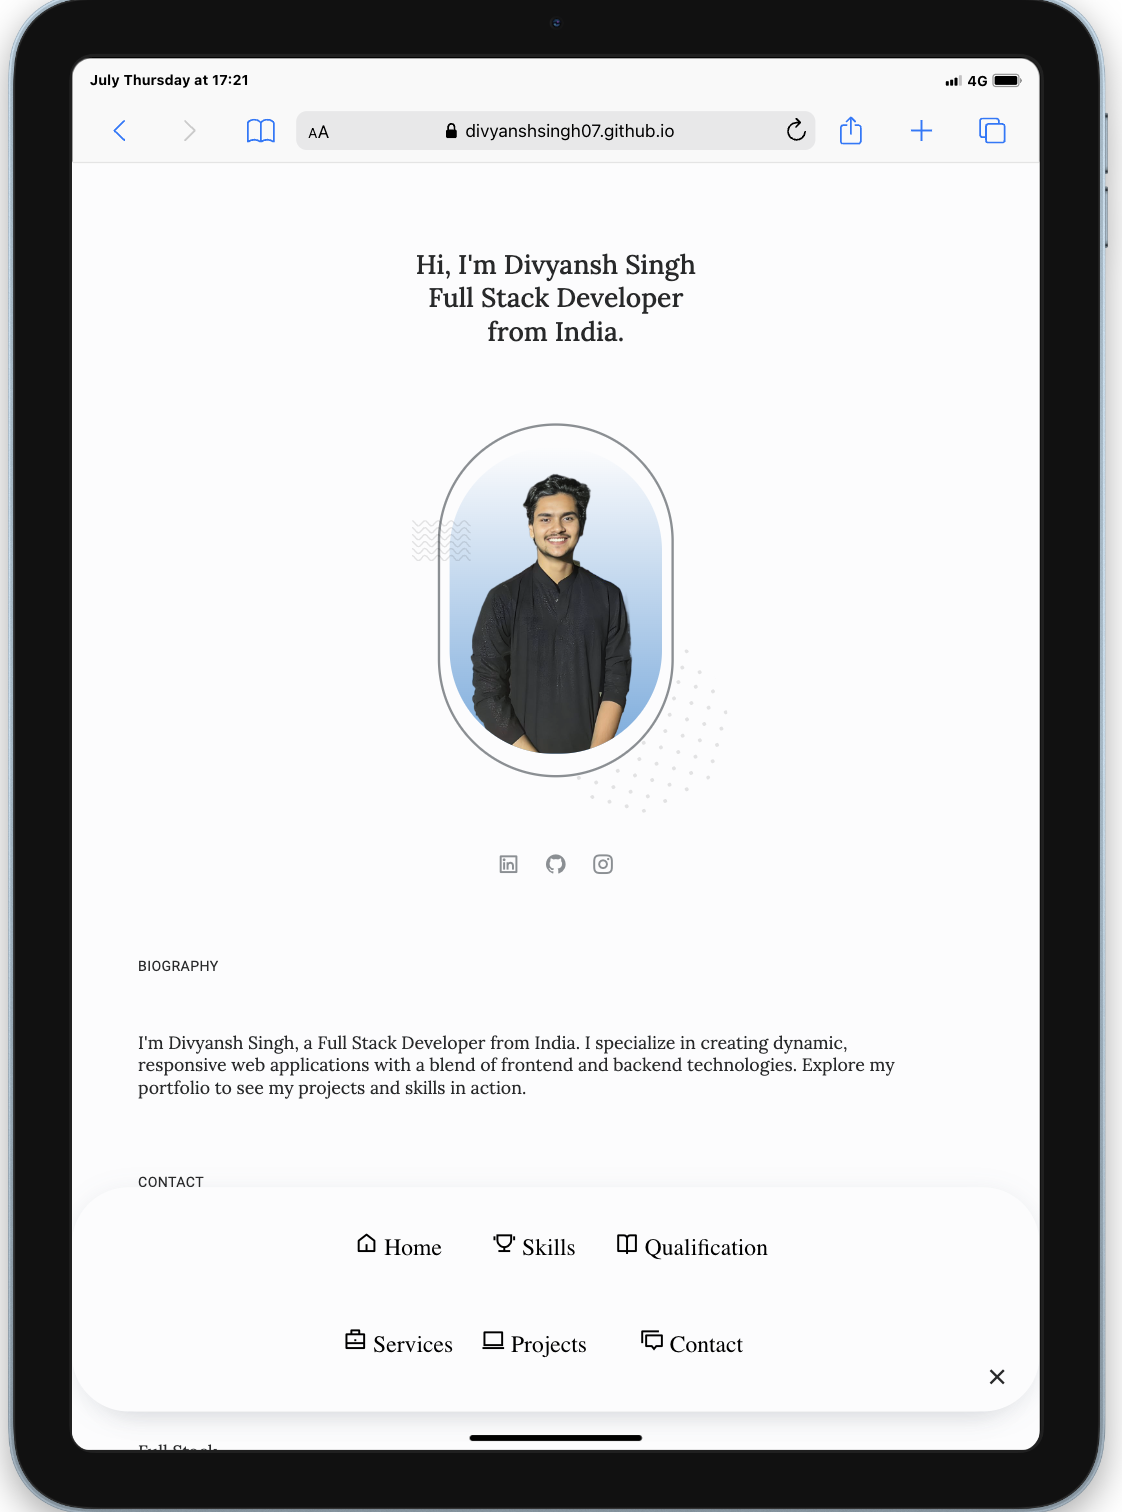 July Thursday at 17:21
4G
AA
divyanshsingh07.github.io
Hi, I'm Divyansh Singh
Full Stack Developer
from India.
BIOGRAPHY
I'm Divyansh Singh, a Full Stack Developer from India. I specialize in creating dynamic,
responsive web applications with a blend of frontend and backend technologies. Explore my
portfolio to see my projects and skills in action.
CONTACT
Home Skills Qualification
Services Projects Contact
Full Stack